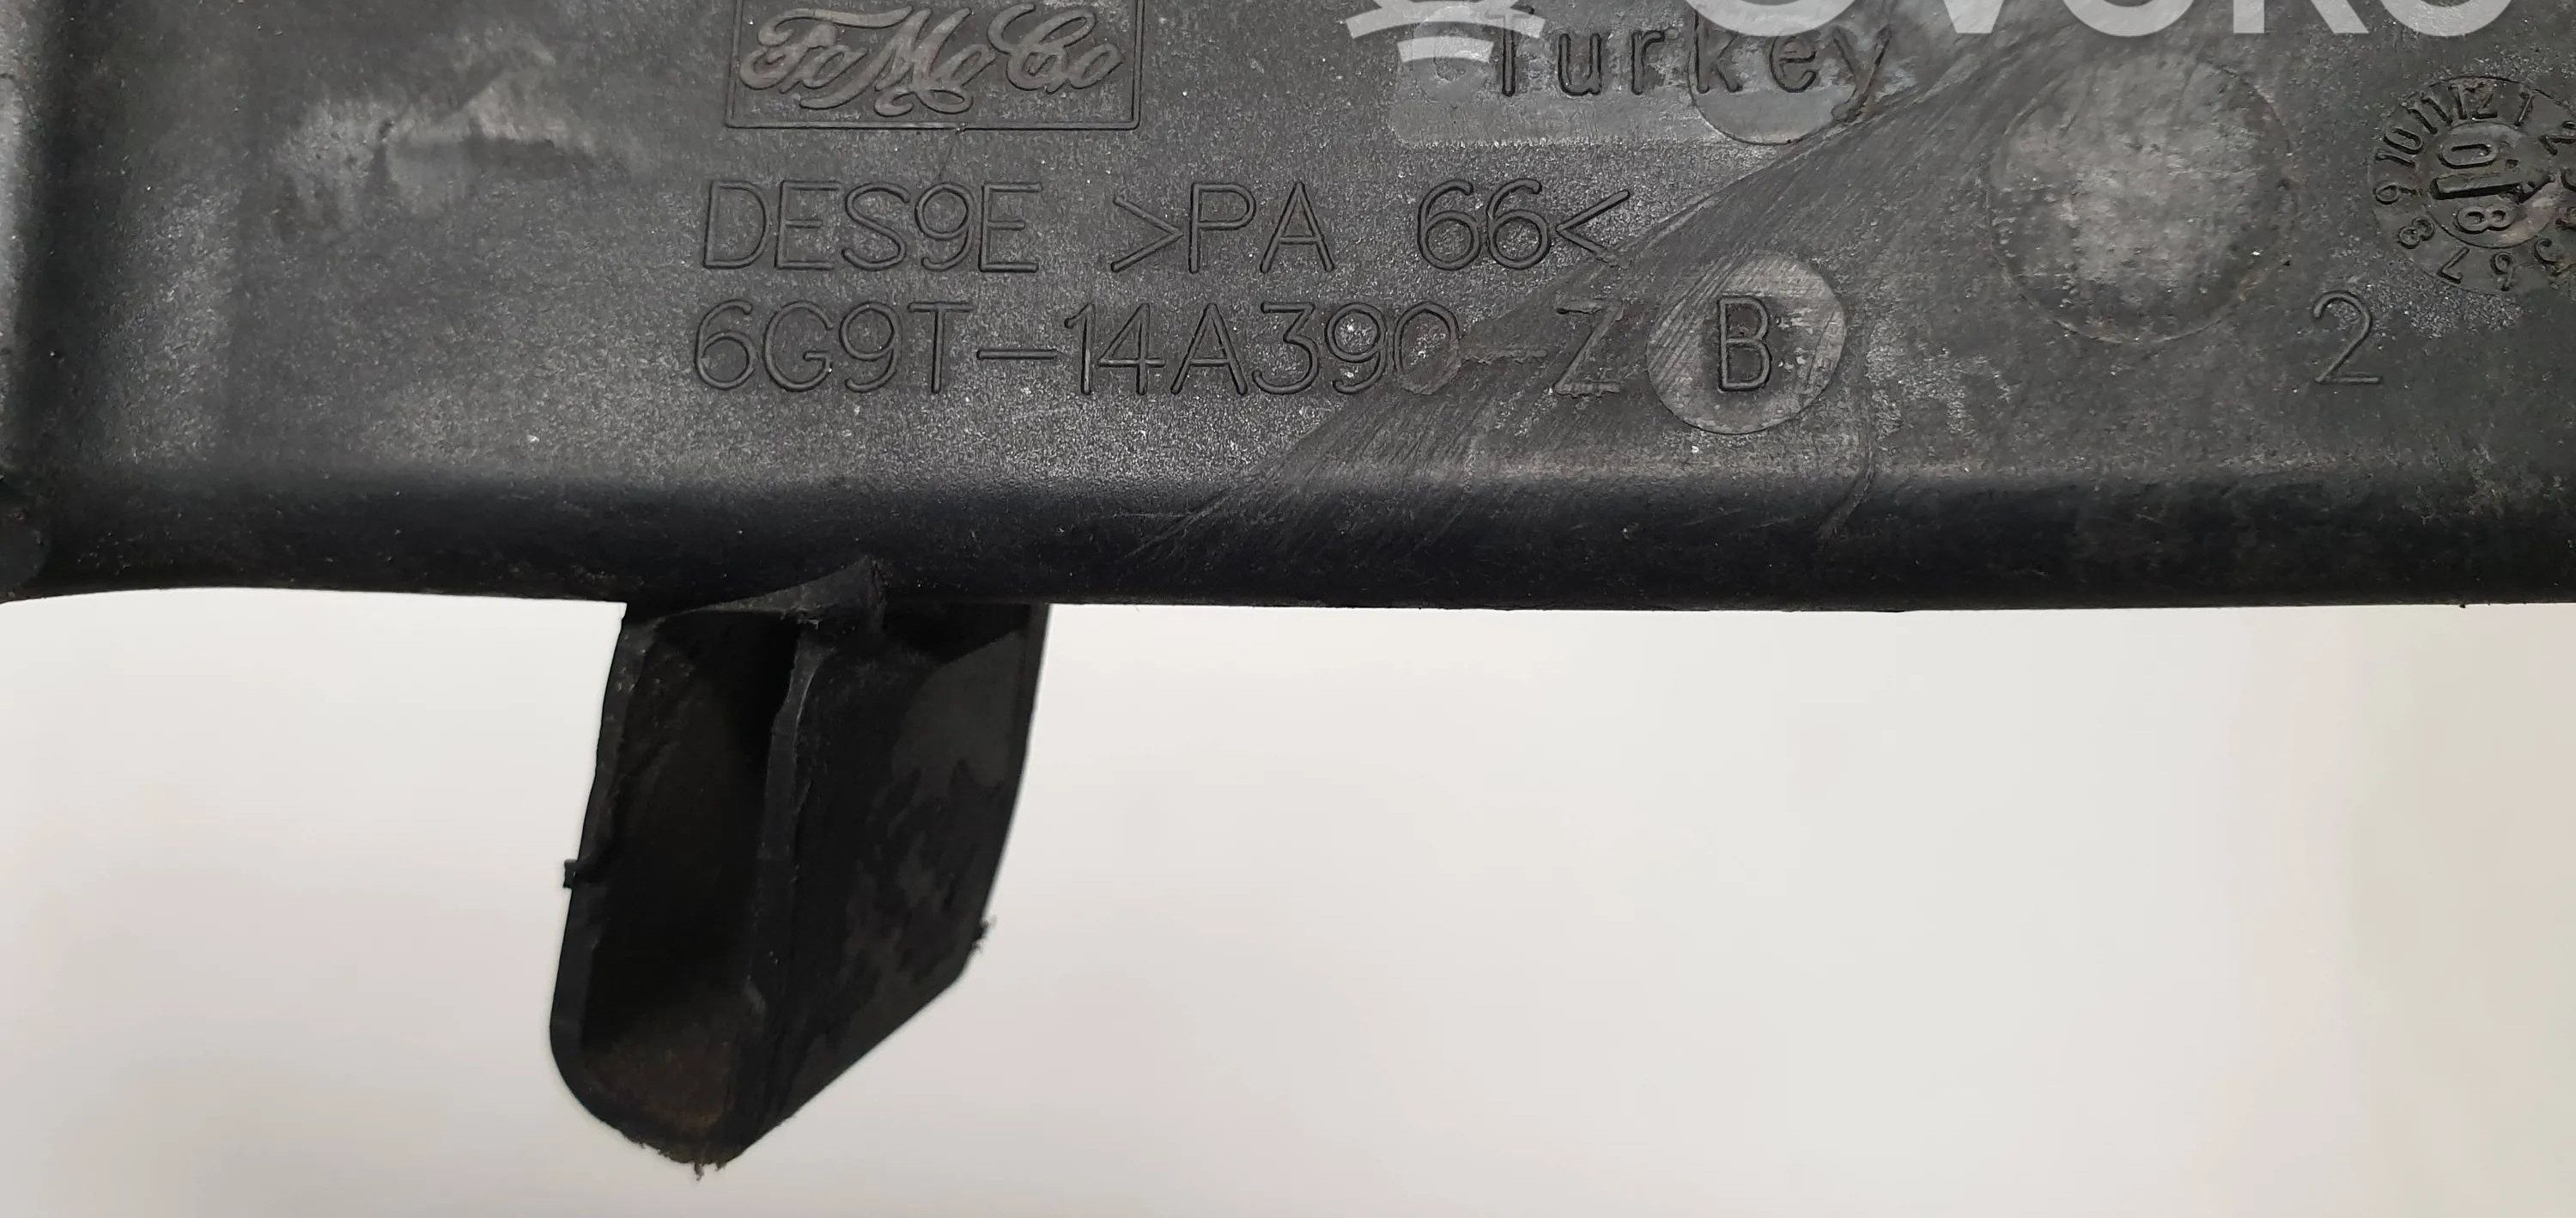 FoMoCo
Turkey
DES9E >PA 66<
6G9T-14A390-Z B
2